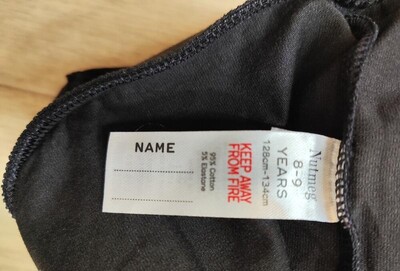 Nutmeg
8-9
YEARS
128cm-134cm
KEEP AWAY
FROM FIRE
95% Cotton
5% Elastane
NAME